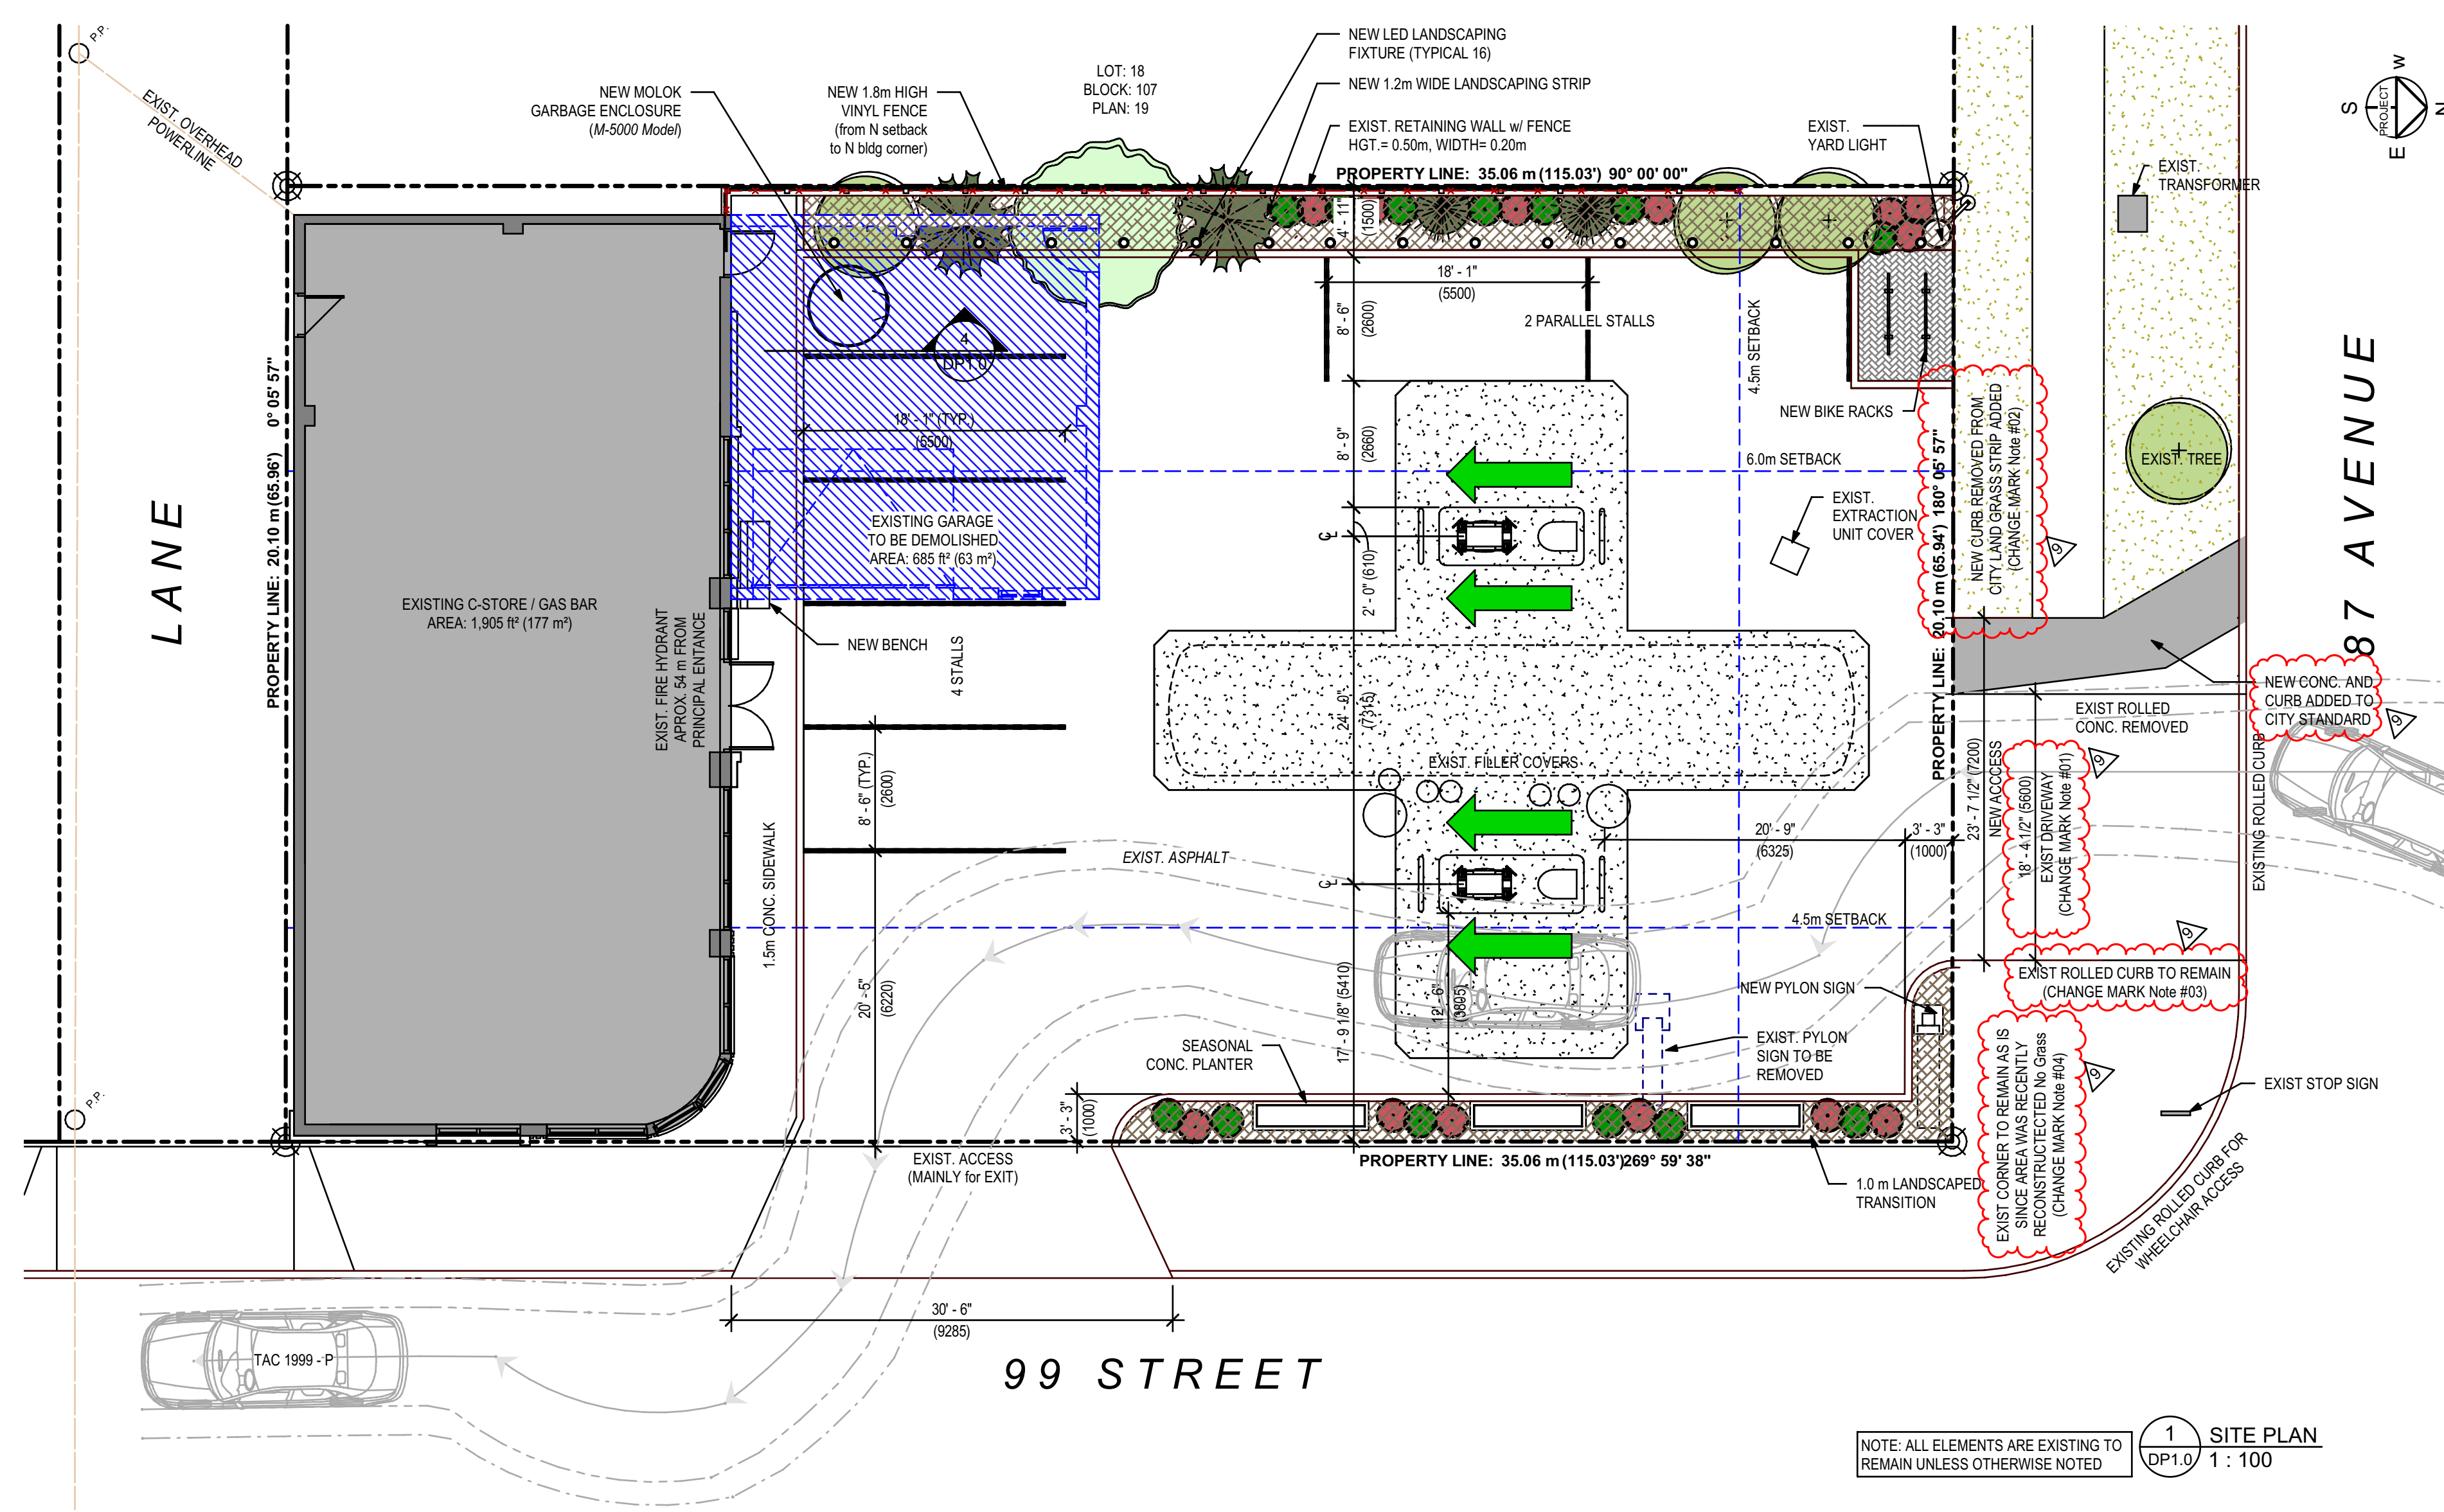 P.P.
EXIST. OVERHEAD
POWERLINE
NEW MOLOK
GARBAGE ENCLOSURE
(M-5000 Model)
NEW 1.8m HIGH
VINYL FENCE
(from N setback
to N bldg corner)
LOT: 18
BLOCK: 107
PLAN: 19
NEW LED LANDSCAPING
FIXTURE (TYPICAL 16)
NEW 1.2m WIDE LANDSCAPING STRIP
EXIST. RETAINING WALL w/ FENCE
HGT.= 0.50m, WIDTH= 0.20m
PROPERTY LINE: 35.06 m (115.03') 90° 00' 00"
EXIST.
YARD LIGHT
EXIST.
TRANSFORMER
W
S
PROJECT
N
E
4' - 11"
(1500)
18' - 1"
(5500)
8' - 6"
(2600)
2 PARALLEL STALLS
4.5m SETBACK
4
DP1.0
18' - 1" (TYP.)
(5500)
8' - 9"
(2660)
NEW BIKE RACKS
6.0m SETBACK
NEW CURB REMOVED FROM
CITY LAND GRASS STRIP ADDED
(CHANGE MARK Note #02)
9
EXIST. TREE
87 AVENUE
LANE
PROPERTY LINE: 20.10 m (65.96') 0° 05' 57"
EXISTING C-STORE / GAS BAR
AREA: 1,905 ft² (177 m²)
EXISTING GARAGE
TO BE DEMOLISHED
AREA: 685 ft² (63 m²)
EXIST. FIRE HYDRANT
APROX. 54 m FROM
PRINCIPAL ENTANCE
NEW BENCH
4 STALLS
2' - 0" (610)
EXIST.
EXTRACTION
UNIT COVER
PROPERTY LINE: 20.10 m (65.94') 180° 05' 57"
24' - 0"
(7315)
EXIST. FILLER COVERS
NEW CONC. AND
CURB ADDED TO
CITY STANDARD
9
EXIST ROLLED
CONC. REMOVED
23' - 7 1/2" (7200)
NEW ACCESS
18' - 4 1/2" (5600)
EXIST DRIVEWAY
(CHANGE MARK Note #01)
9
EXISTING ROLLED CURB
8' - 6" (TYP.)
(2600)
1.5m CONC. SIDEWALK
EXIST. ASPHALT
20' - 9"
(6325)
3' - 3"
(1000)
4.5m SETBACK
20' - 5"
(6220)
17' - 9 1/8" (5410)
12' - 6"
(3805)
NEW PYLON SIGN
9
EXIST ROLLED CURB TO REMAIN
(CHANGE MARK Note #03)
SEASONAL
CONC. PLANTER
EXIST. PYLON
SIGN TO BE
REMOVED
EXIST CORNER TO REMAIN AS IS
SINCE AREA WAS RECENTLY
RECONSTRUCTECTED No Grass
(CHANGE MARK Note #04)
9
EXIST STOP SIGN
P.P.
3' - 3"
(1000)
EXIST. ACCESS
(MAINLY for EXIT)
PROPERTY LINE: 35.06 m (115.03')269° 59' 38"
1.0 m LANDSCAPED
TRANSITION
EXISTING ROLLED CURB FOR
WHEELCHAIR ACCESS
30' - 6"
(9285)
TAC 1999 - P
99 STREET
NOTE: ALL ELEMENTS ARE EXISTING TO
REMAIN UNLESS OTHERWISE NOTED
1
DP1.0
SITE PLAN
1 : 100